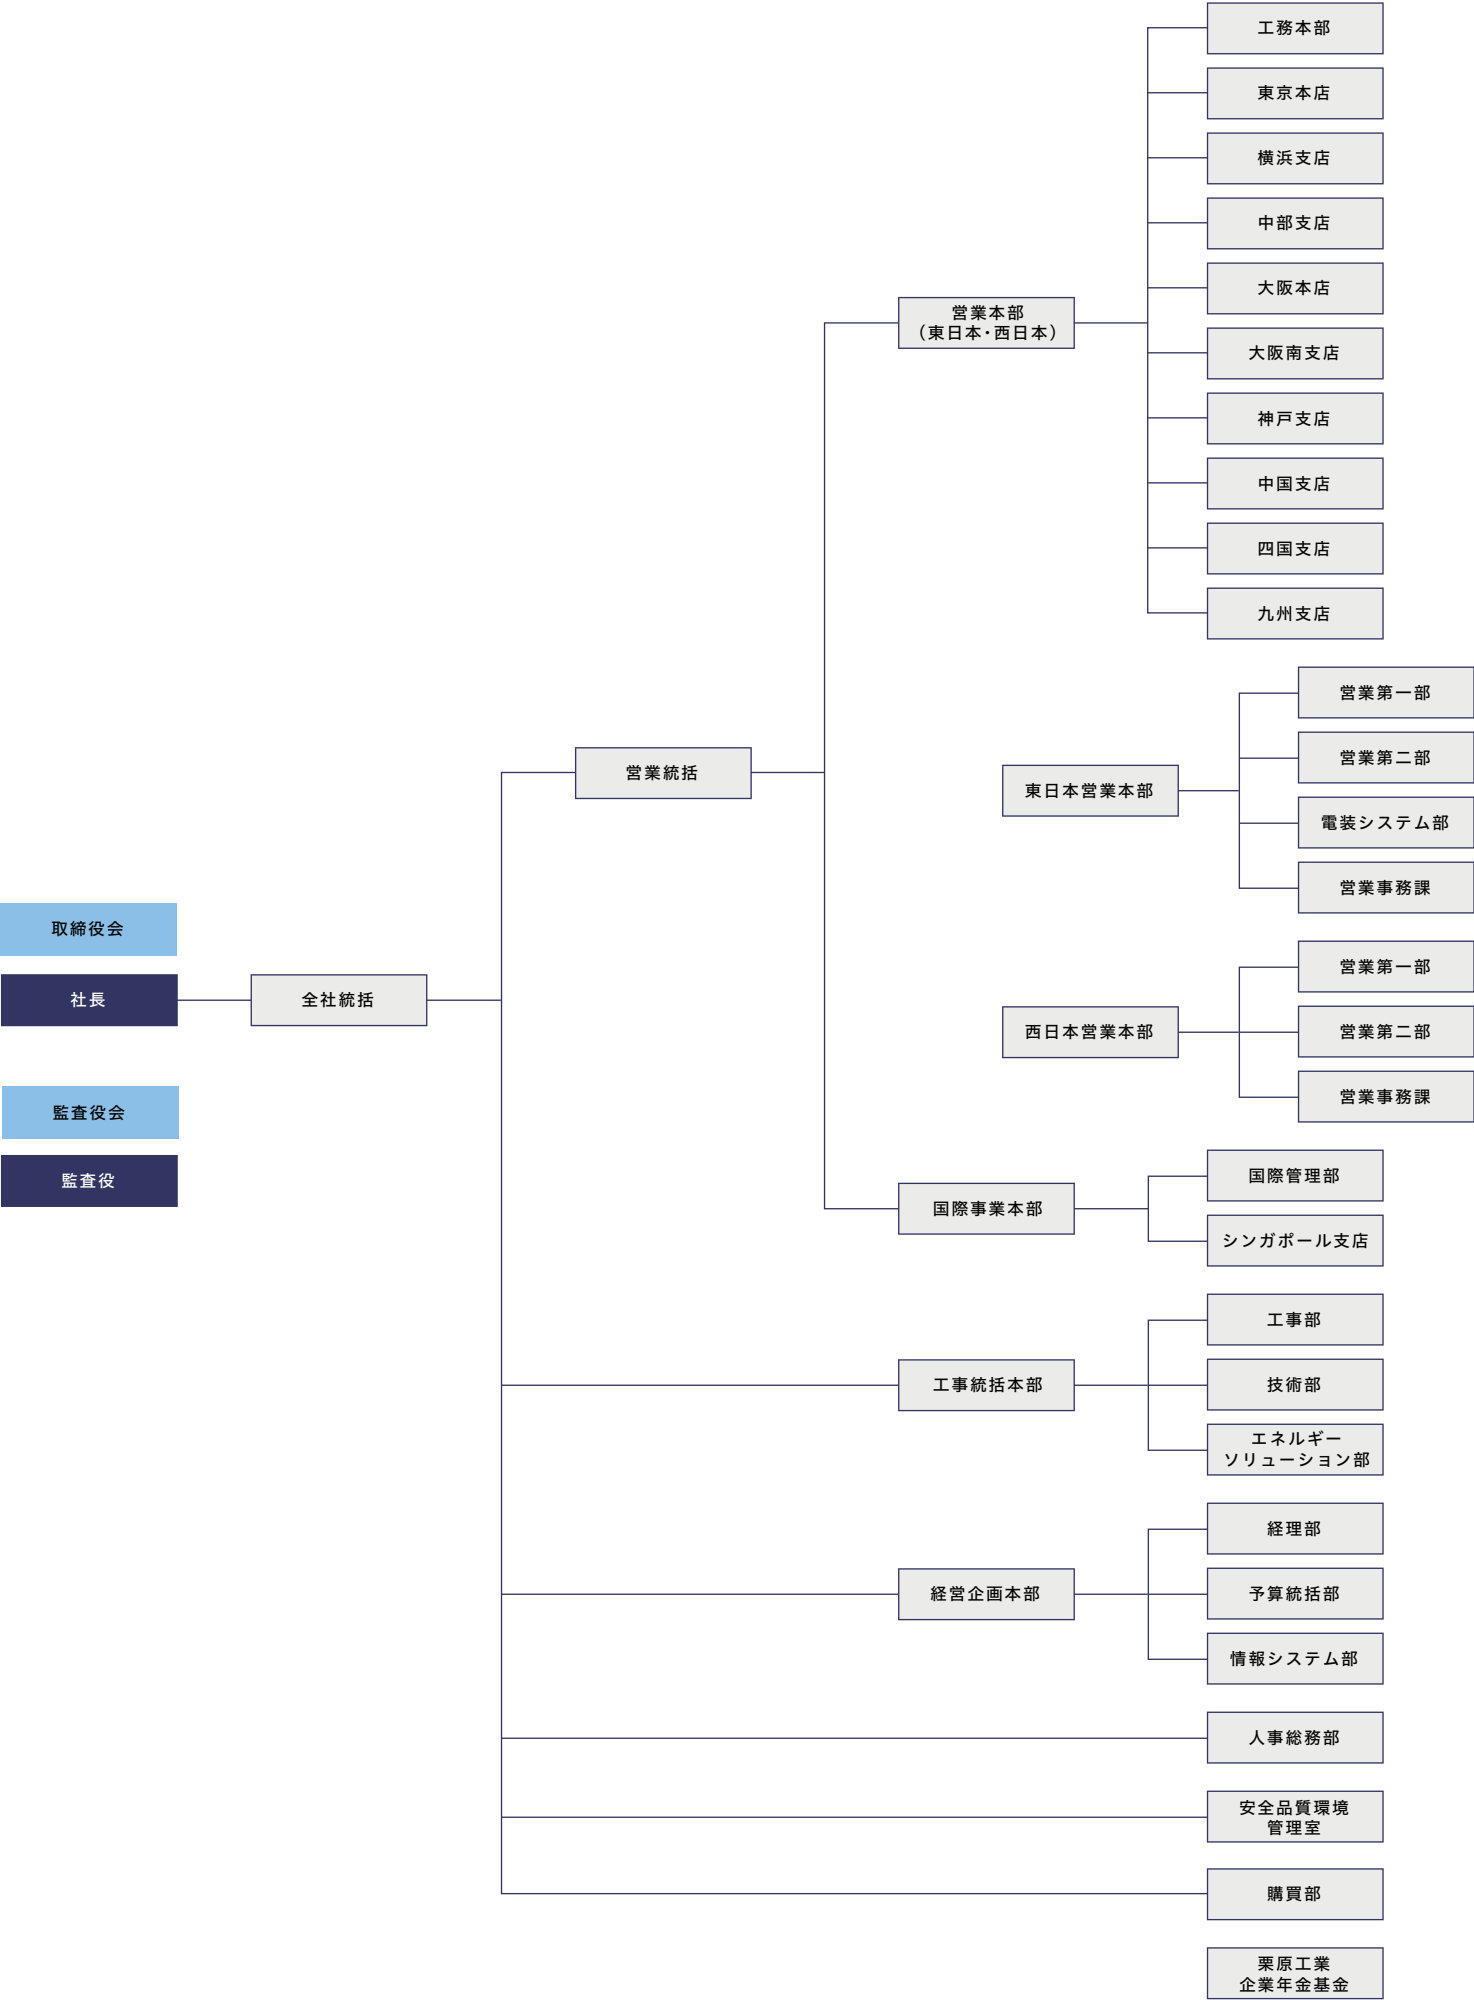 工務本部
東京本店
横浜支店
中部支店
大阪本店
営業本部
（東日本・西日本）
大阪南支店
神戸支店
中国支店
四国支店
九州支店
営業第一部
営業第二部
営業統括
東日本営業本部
電装システム部
営業事務課
取締役会
営業第一部
社長
全社統括
西日本営業本部
営業第二部
営業事務課
監査役会
監査役
国際管理部
国際事業本部
シンガポール支店
工事部
工事統括本部
技術部
エネルギー
ソリューション部
経理部
経営企画本部
予算統括部
情報システム部
人事総務部
安全品質環境
管理室
購買部
栗原工業
企業年金基金